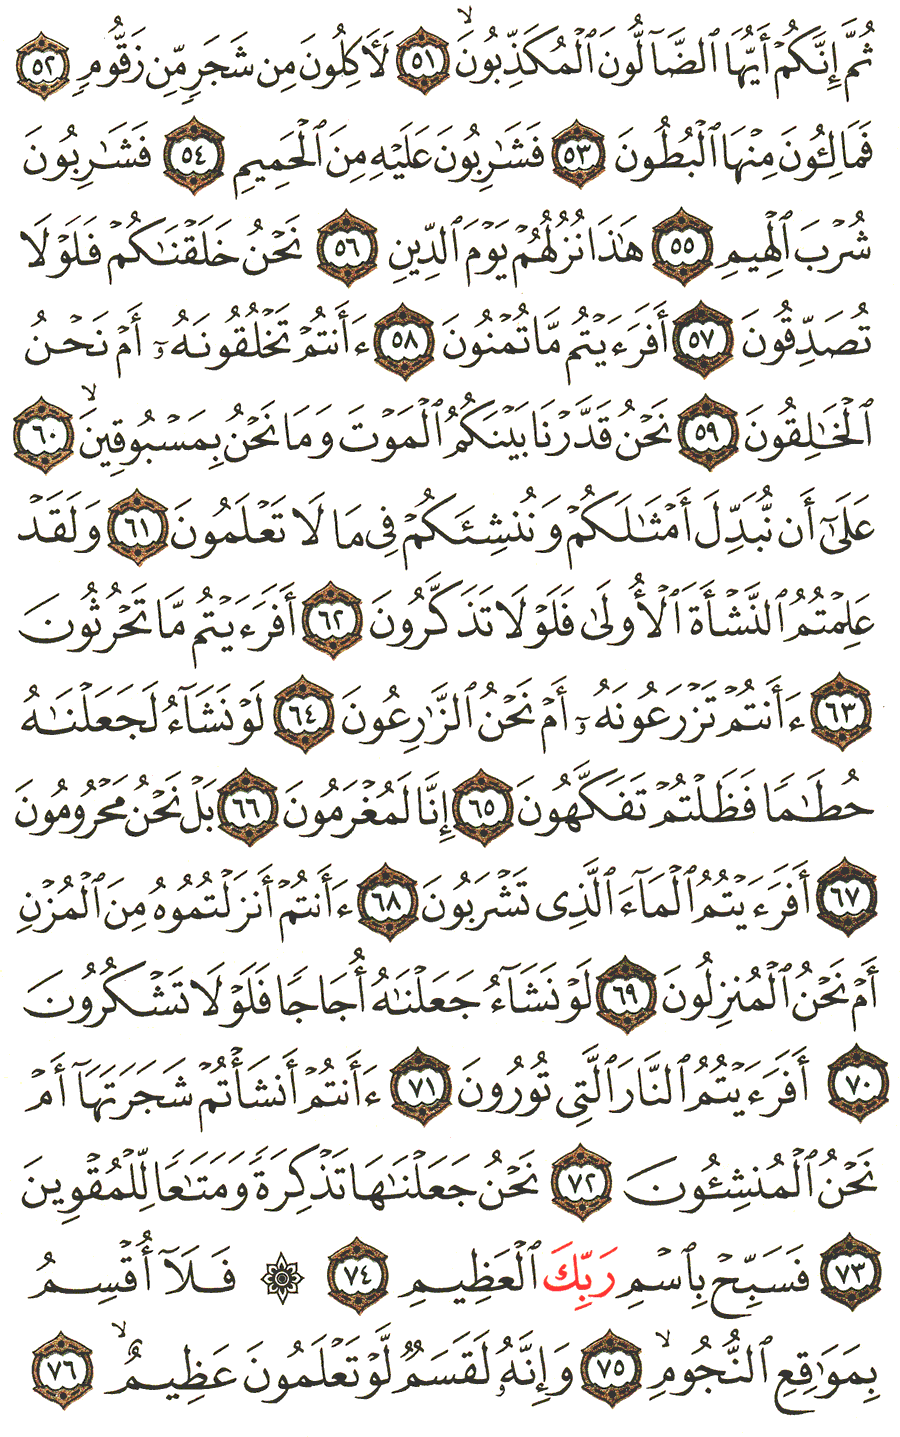 ثُمَّ إِنَّكُمْ أَيُّهَا ٱلضَّآلُّونَ ٱلْمُكَذِّبُونَ ۙ ٥١ لَأَكِلُونَ مِن شَجَرٍ مِّن زَقُّومٍ ٥٢
فَمَالِـُٔونَ مِنْهَا ٱلْبُطُونَ ٥٣ فَشَـٰرِبُونَ عَلَيْهِ مِنَ ٱلْحَمِيمِ ٥٤ فَشَـٰرِبُونَ
شُرْبَ ٱلْهِيمِ ٥٥ هَـٰذَا نُزُلُهُمْ يَوْمَ ٱلدِّينِ ٥٦ نَحْنُ خَلَقْنَـٰكُمْ فَلَوْلَا
تُصَدِّقُونَ ٥٧ أَفَرَءَيْتُم مَّا تُمْنُونَ ٥٨ ءَأَنتُمْ تَخْلُقُونَهُۥٓ أَمْ نَحْنُ
ٱلْخَـٰلِقُونَ ٥٩ نَحْنُ قَدَّرْنَا بَيْنَكُمُ ٱلْمَوْتَ وَمَا نَحْنُ بِمَسْبُوقِينَ ۙ ٦٠
عَلَىٰٓ أَن نُّبَدِّلَ أَمْثَـٰلَكُمْ وَنُنشِئَكُمْ فِى مَا لَا تَعْلَمُونَ ٦١ وَلَقَدْ
عَلِمْتُمُ ٱلنَّشْأَةَ ٱلْأُولَىٰ فَلَوْلَا تَذَكَّرُونَ ٦٢ أَفَرَءَيْتُم مَّا تَحْرُثُونَ
٦٣ ءَأَنتُمْ تَزْرَعُونَهُۥٓ أَمْ نَحْنُ ٱلزَّٰرِعُونَ ٦٤ لَوْ نَشَآءُ لَجَعَلْنَـٰهُ
حُطَـٰمًا فَظَلْتُمْ تَفَكَّهُونَ ٦٥ إِنَّا لَمُغْرَمُونَ ٦٦ بَلْ نَحْنُ مَحْرُومُونَ
٦٧ أَفَرَءَيْتُمُ ٱلْمَآءَ ٱلَّذِى تَشْرَبُونَ ٦٨ ءَأَنتُمْ أَنزَلْتُمُوهُ مِنَ ٱلْمُزْنِ
أَمْ نَحْنُ ٱلْمُنزِلُونَ ٦٩ لَوْ نَشَآءُ جَعَلْنَـٰهُ أُجَاجًا فَلَوْلَا تَشْكُرُونَ
٧٠ أَفَرَءَيْتُمُ ٱلنَّارَ ٱلَّتِى تُورُونَ ٧١ ءَأَنتُمْ أَنشَأْتُمْ شَجَرَتَهَآ أَمْ
نَحْنُ ٱلْمُنشِـُٔونَ ٧٢ نَحْنُ جَعَلْنَـٰهَا تَذْكِرَةً وَمَتَـٰعًا لِّلْمُقْوِينَ
٧٣ فَسَبِّحْ بِٱسْمِ رَبِّكَ ٱلْعَظِيمِ ٧٤ ۞ فَلَآ أُقْسِمُ
بِمَوَٰقِعِ ٱلنُّجُومِ ۙ ٧٥ وَإِنَّهُۥ لَقَسَمٌ لَّوْ تَعْلَمُونَ عَظِيمٌ ۙ ٧٦